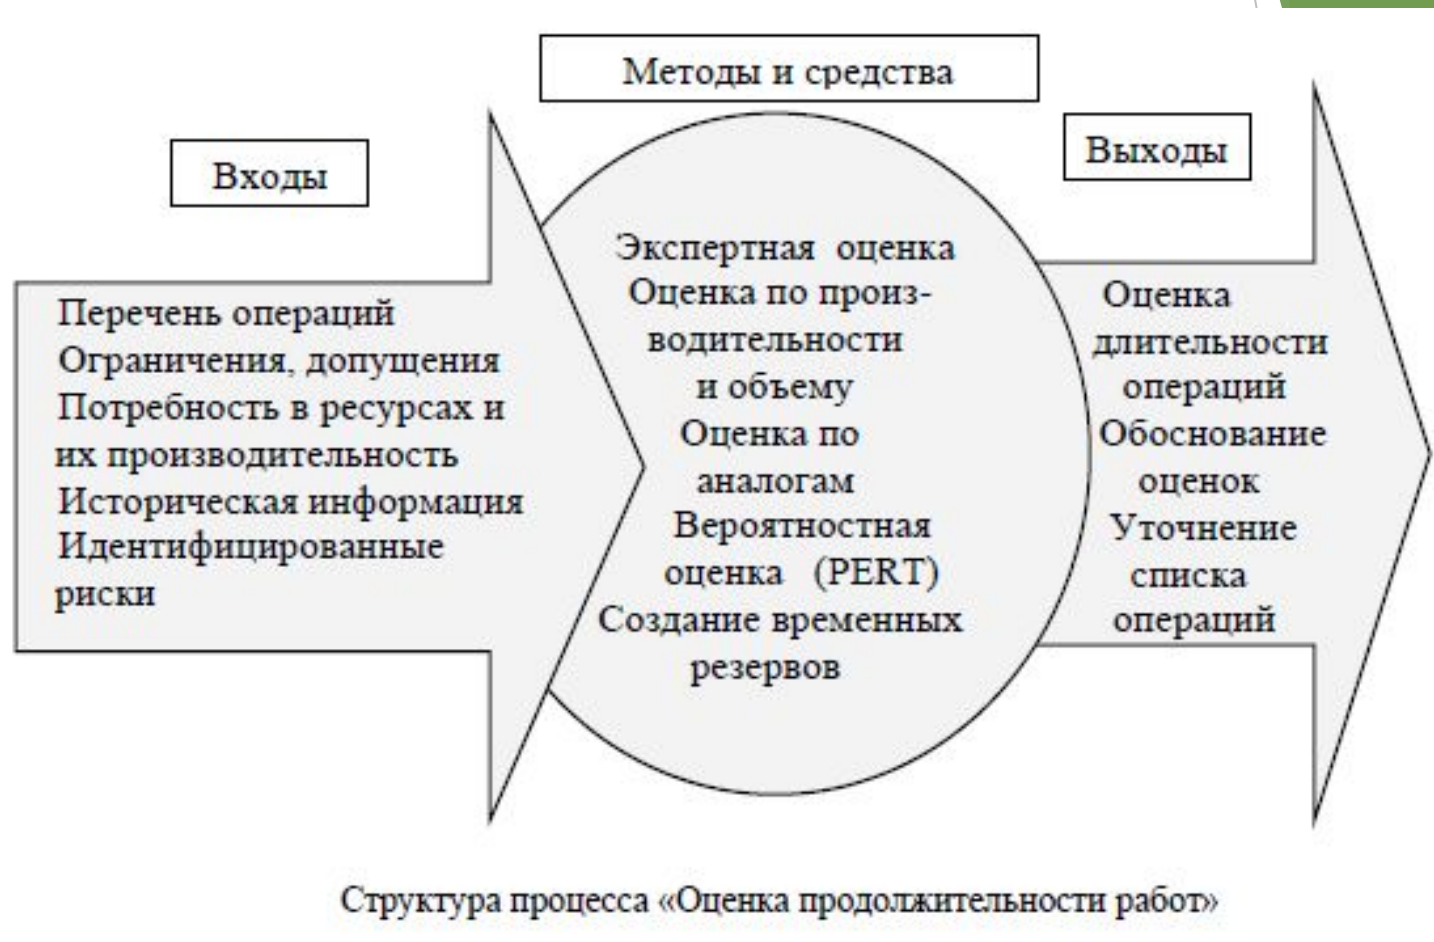 Методы и средства
Входы
Выходы
Перечень операций
Ограничения, допущения
Потребность в ресурсах и
их производительность
Историческая информация
Идентифицированные
риски
Экспертная оценка
Оценка по произ-
водительности
и объему
Оценка по
аналогам
Вероятностная
оценка (PERT)
Создание временных
резервов
Оценка
длительности
операций
Обоснование
оценок
Уточнение
списка
операций
Структура процесса «Оценка продолжительности работ»